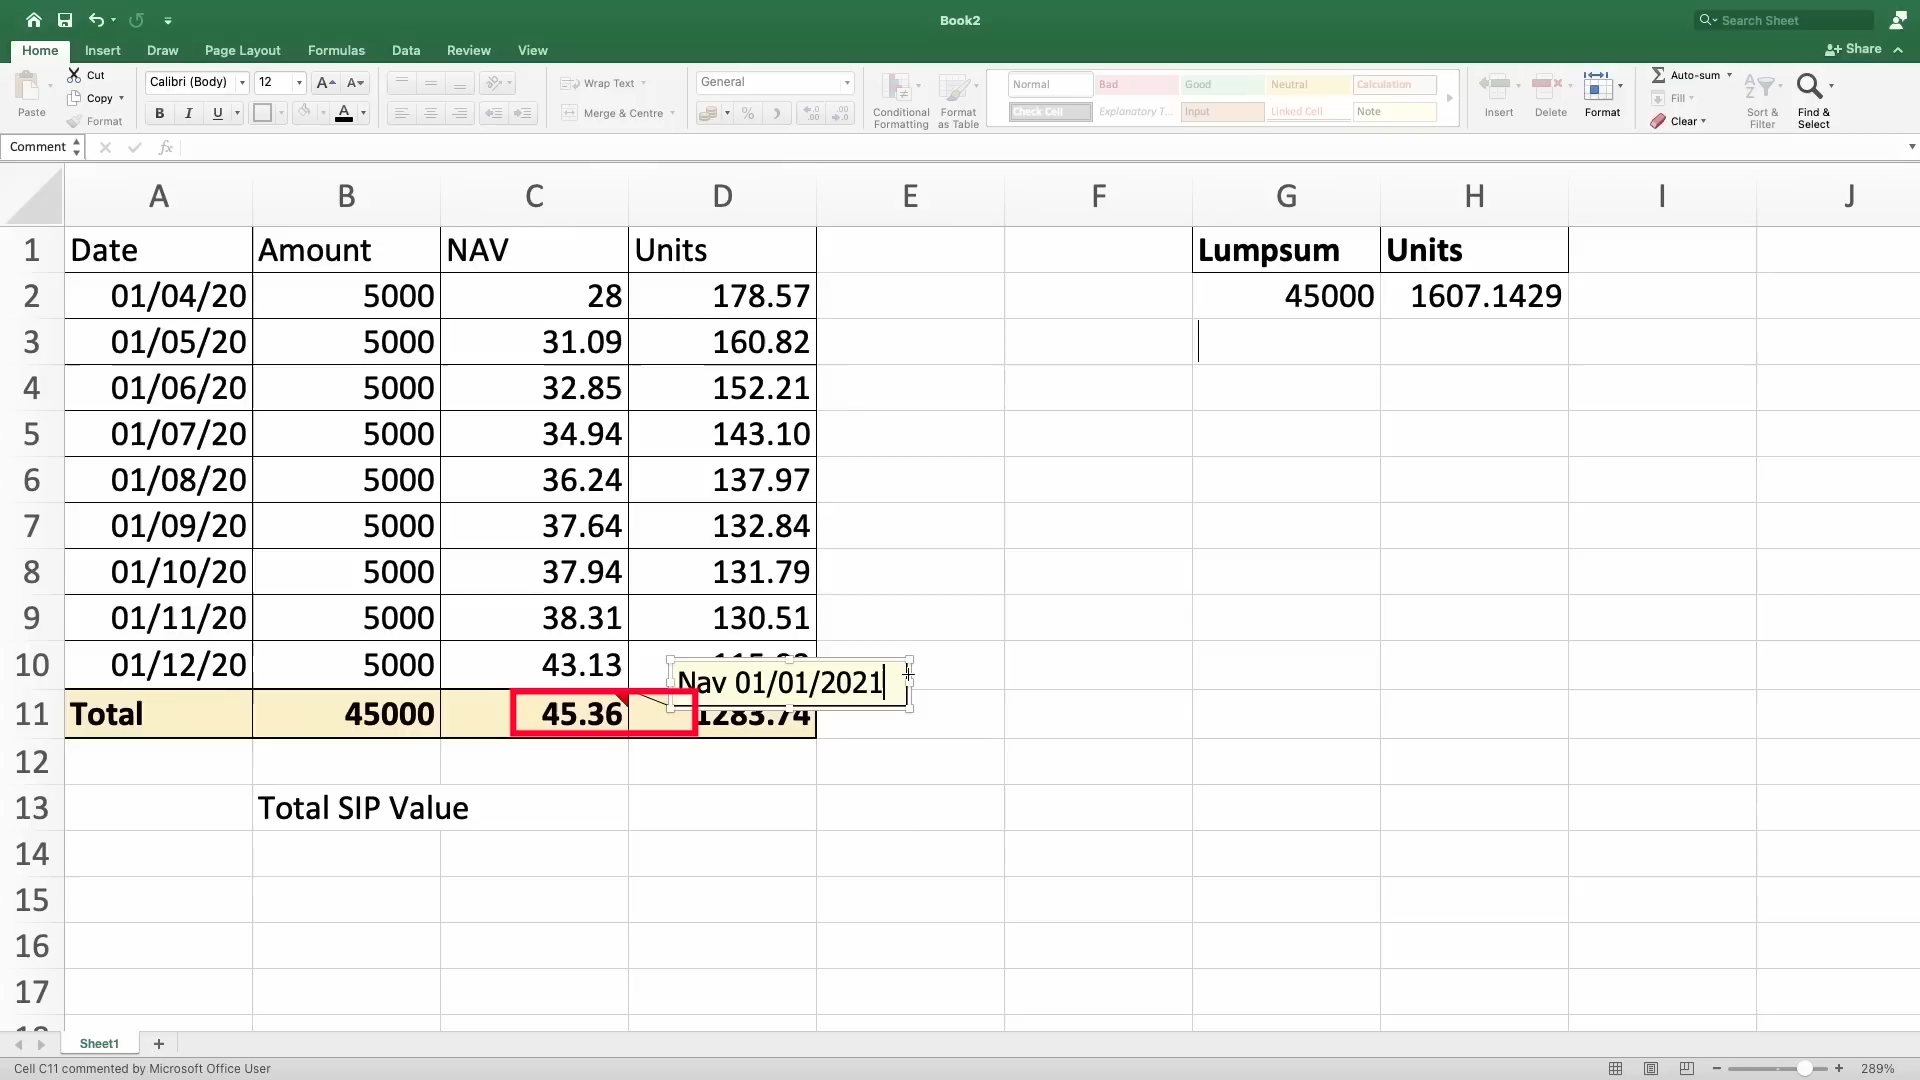 Book2
Search Sheet
Home Insert Draw Page Layout Formulas Data Review View
Share
Paste
Cut
Copy
Format
Calibri (Body) 12
B I U
Wrap Text
Merge & Centre
General
Conditional Formatting
Format as Table
Normal Bad Good Neutral Calculation
Check Cell Explanatory T... Input Linked Cell Note
Insert Delete Format
Auto-sum
Fill
Clear
Sort & Filter
Find & Select
Comment fx
A B C D E F G H I J
1 Date Amount NAV Units Lumpsum Units
2 01/04/20 5000 28 178.57 45000 1607.1429
3 01/05/20 5000 31.09 160.82
4 01/06/20 5000 32.85 152.21
5 01/07/20 5000 34.94 143.10
6 01/08/20 5000 36.24 137.97
7 01/09/20 5000 37.64 132.84
8 01/10/20 5000 37.94 131.79
9 01/11/20 5000 38.31 130.51
10 01/12/20 5000 43.13
Nav 01/01/2021
11 Total 45000 45.36 1283.74
12
13 Total SIP Value
14
15
16
17
Sheet1
Cell C11 commented by Microsoft Office User
289%